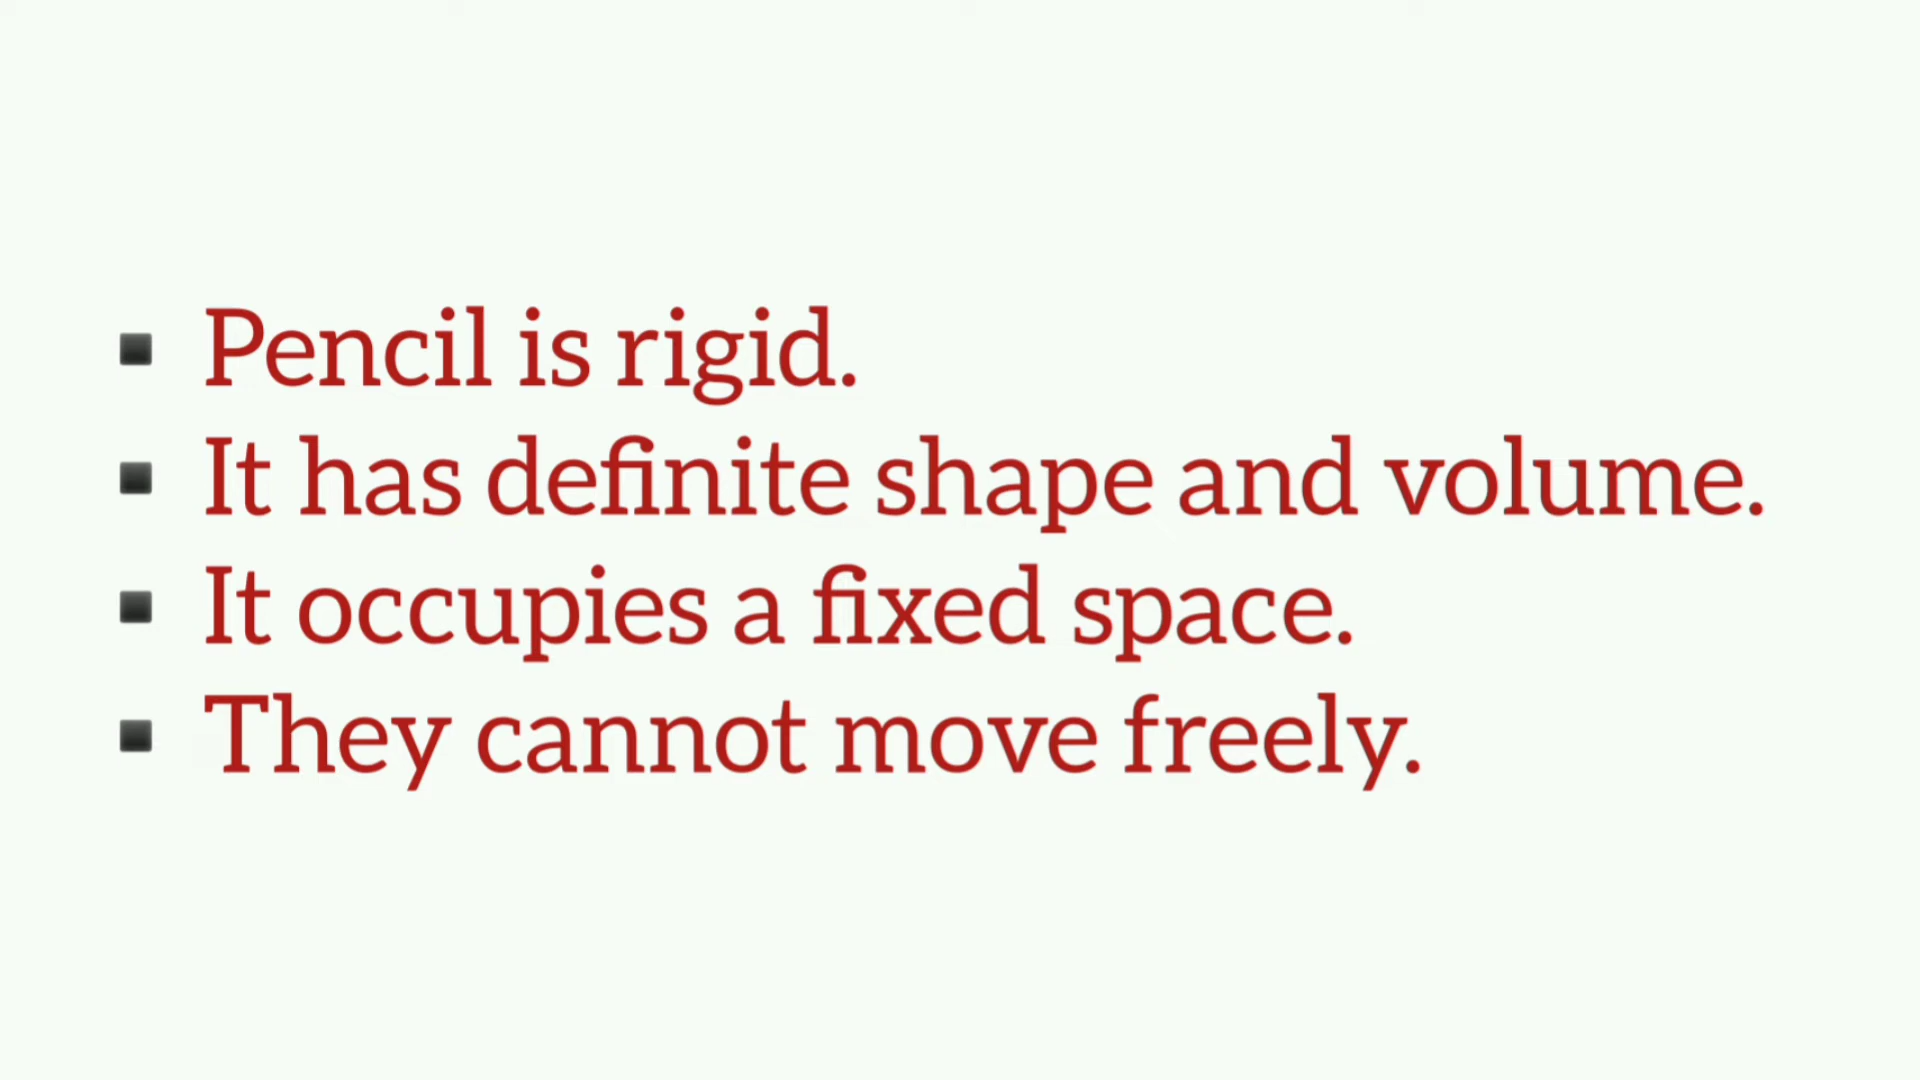 ▪ Pencil is rigid.
▪ It has definite shape and volume.
▪ It occupies a fixed space.
▪ They cannot move freely.